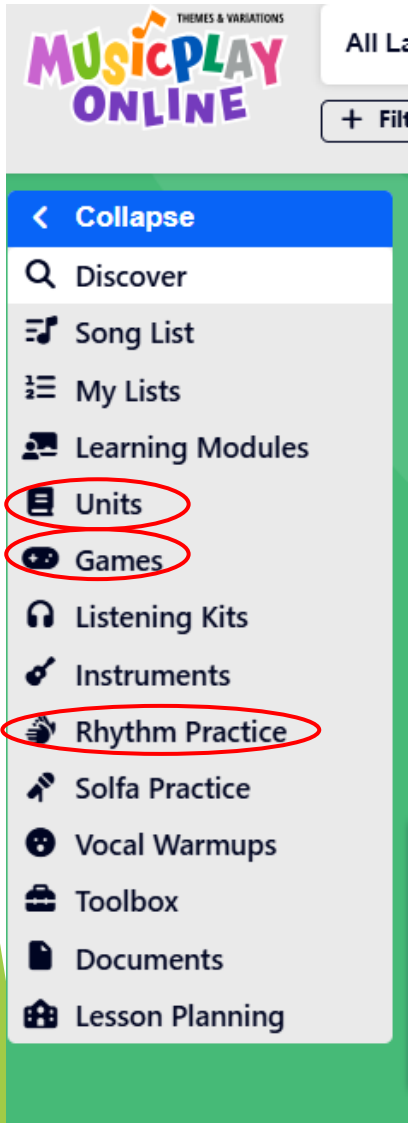 THEMES & VARIATIONS
MUSICPLAY
ONLINE
All
+ Filt
Collapse
Discover
Song List
My Lists
Learning Modules
Units
Games
Listening Kits
Instruments
Rhythm Practice
Solfa Practice
Vocal Warmups
Toolbox
Documents
Lesson Planning